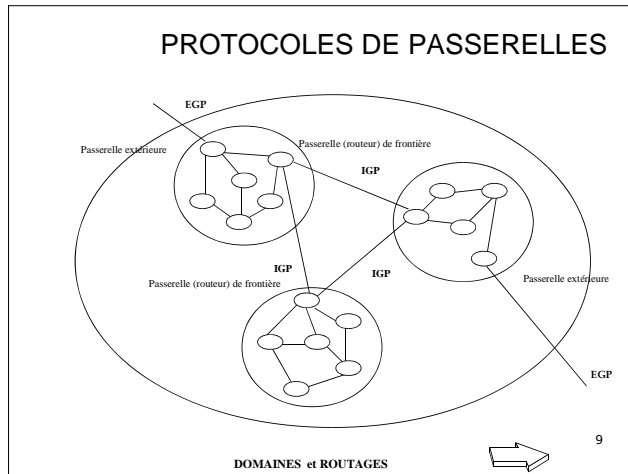 PROTOCOLES DE PASSERELLES
EGP
Passerelle extérieure
Passerelle (routeur) de frontière
IGP
IGP
IGP
Passerelle (routeur) de frontière
Passerelle extérieure
EGP
9
DOMAINES et ROUTAGES